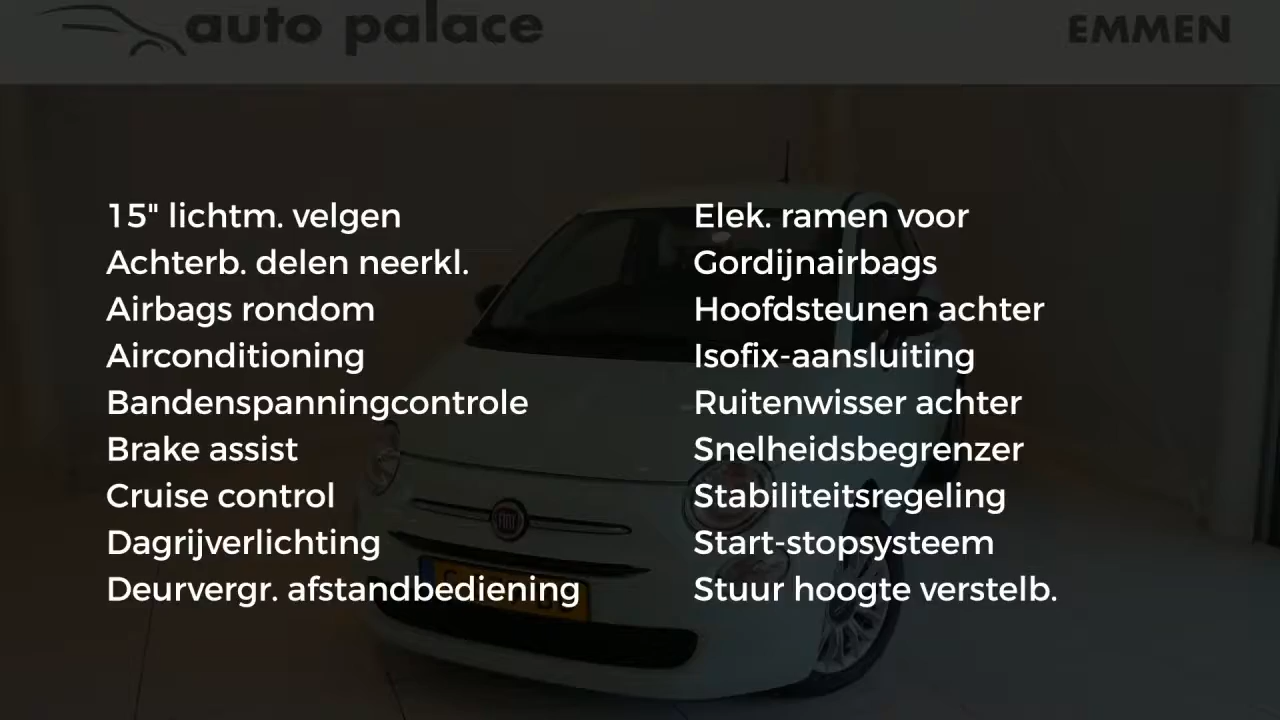 auto palace
EMMEN
15" lichtm. velgen
Achterb. delen neerkl.
Airbags rondom
Airconditioning
Bandenspanningcontrole
Brake assist
Cruise control
Dagrijverlichting
Deurvergr. afstandbediening
Elek. ramen voor
Gordijnairbags
Hoofdsteunen achter
Isofix-aansluiting
Ruitenwisser achter
Snelheidsbegrenzer
Stabiliteitsregeling
Start-stopsysteem
Stuur hoogte verstelb.
FIAT